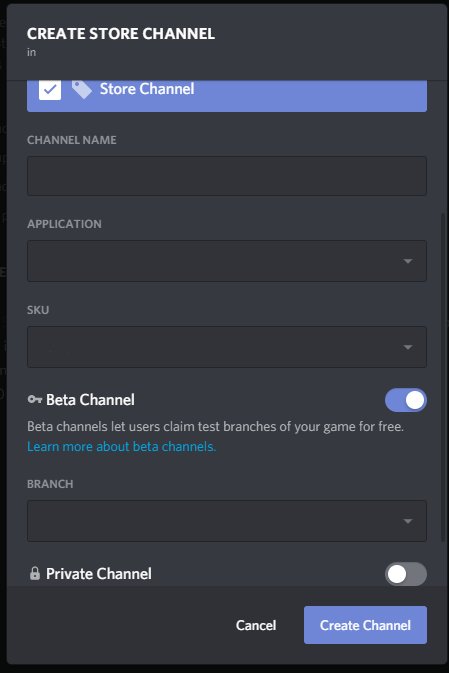 CREATE STORE CHANNEL
in
Store Channel
CHANNEL NAME
APPLICATION
SKU
Beta Channel
Beta channels let users claim test branches of your game for free.
Learn more about beta channels.
BRANCH
Private Channel
Cancel
Create Channel